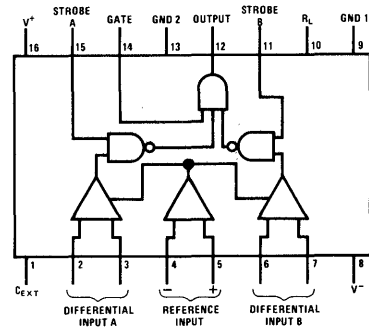 STROBE STROBE
V+ A GATE GND 2 OUTPUT B RL GND 1
16 15 14 13 12 11 10 9
1 2 3 4 5 6 7 8
CEXT − + V−
DIFFERENTIAL REFERENCE DIFFERENTIAL
INPUT A INPUT INPUT B